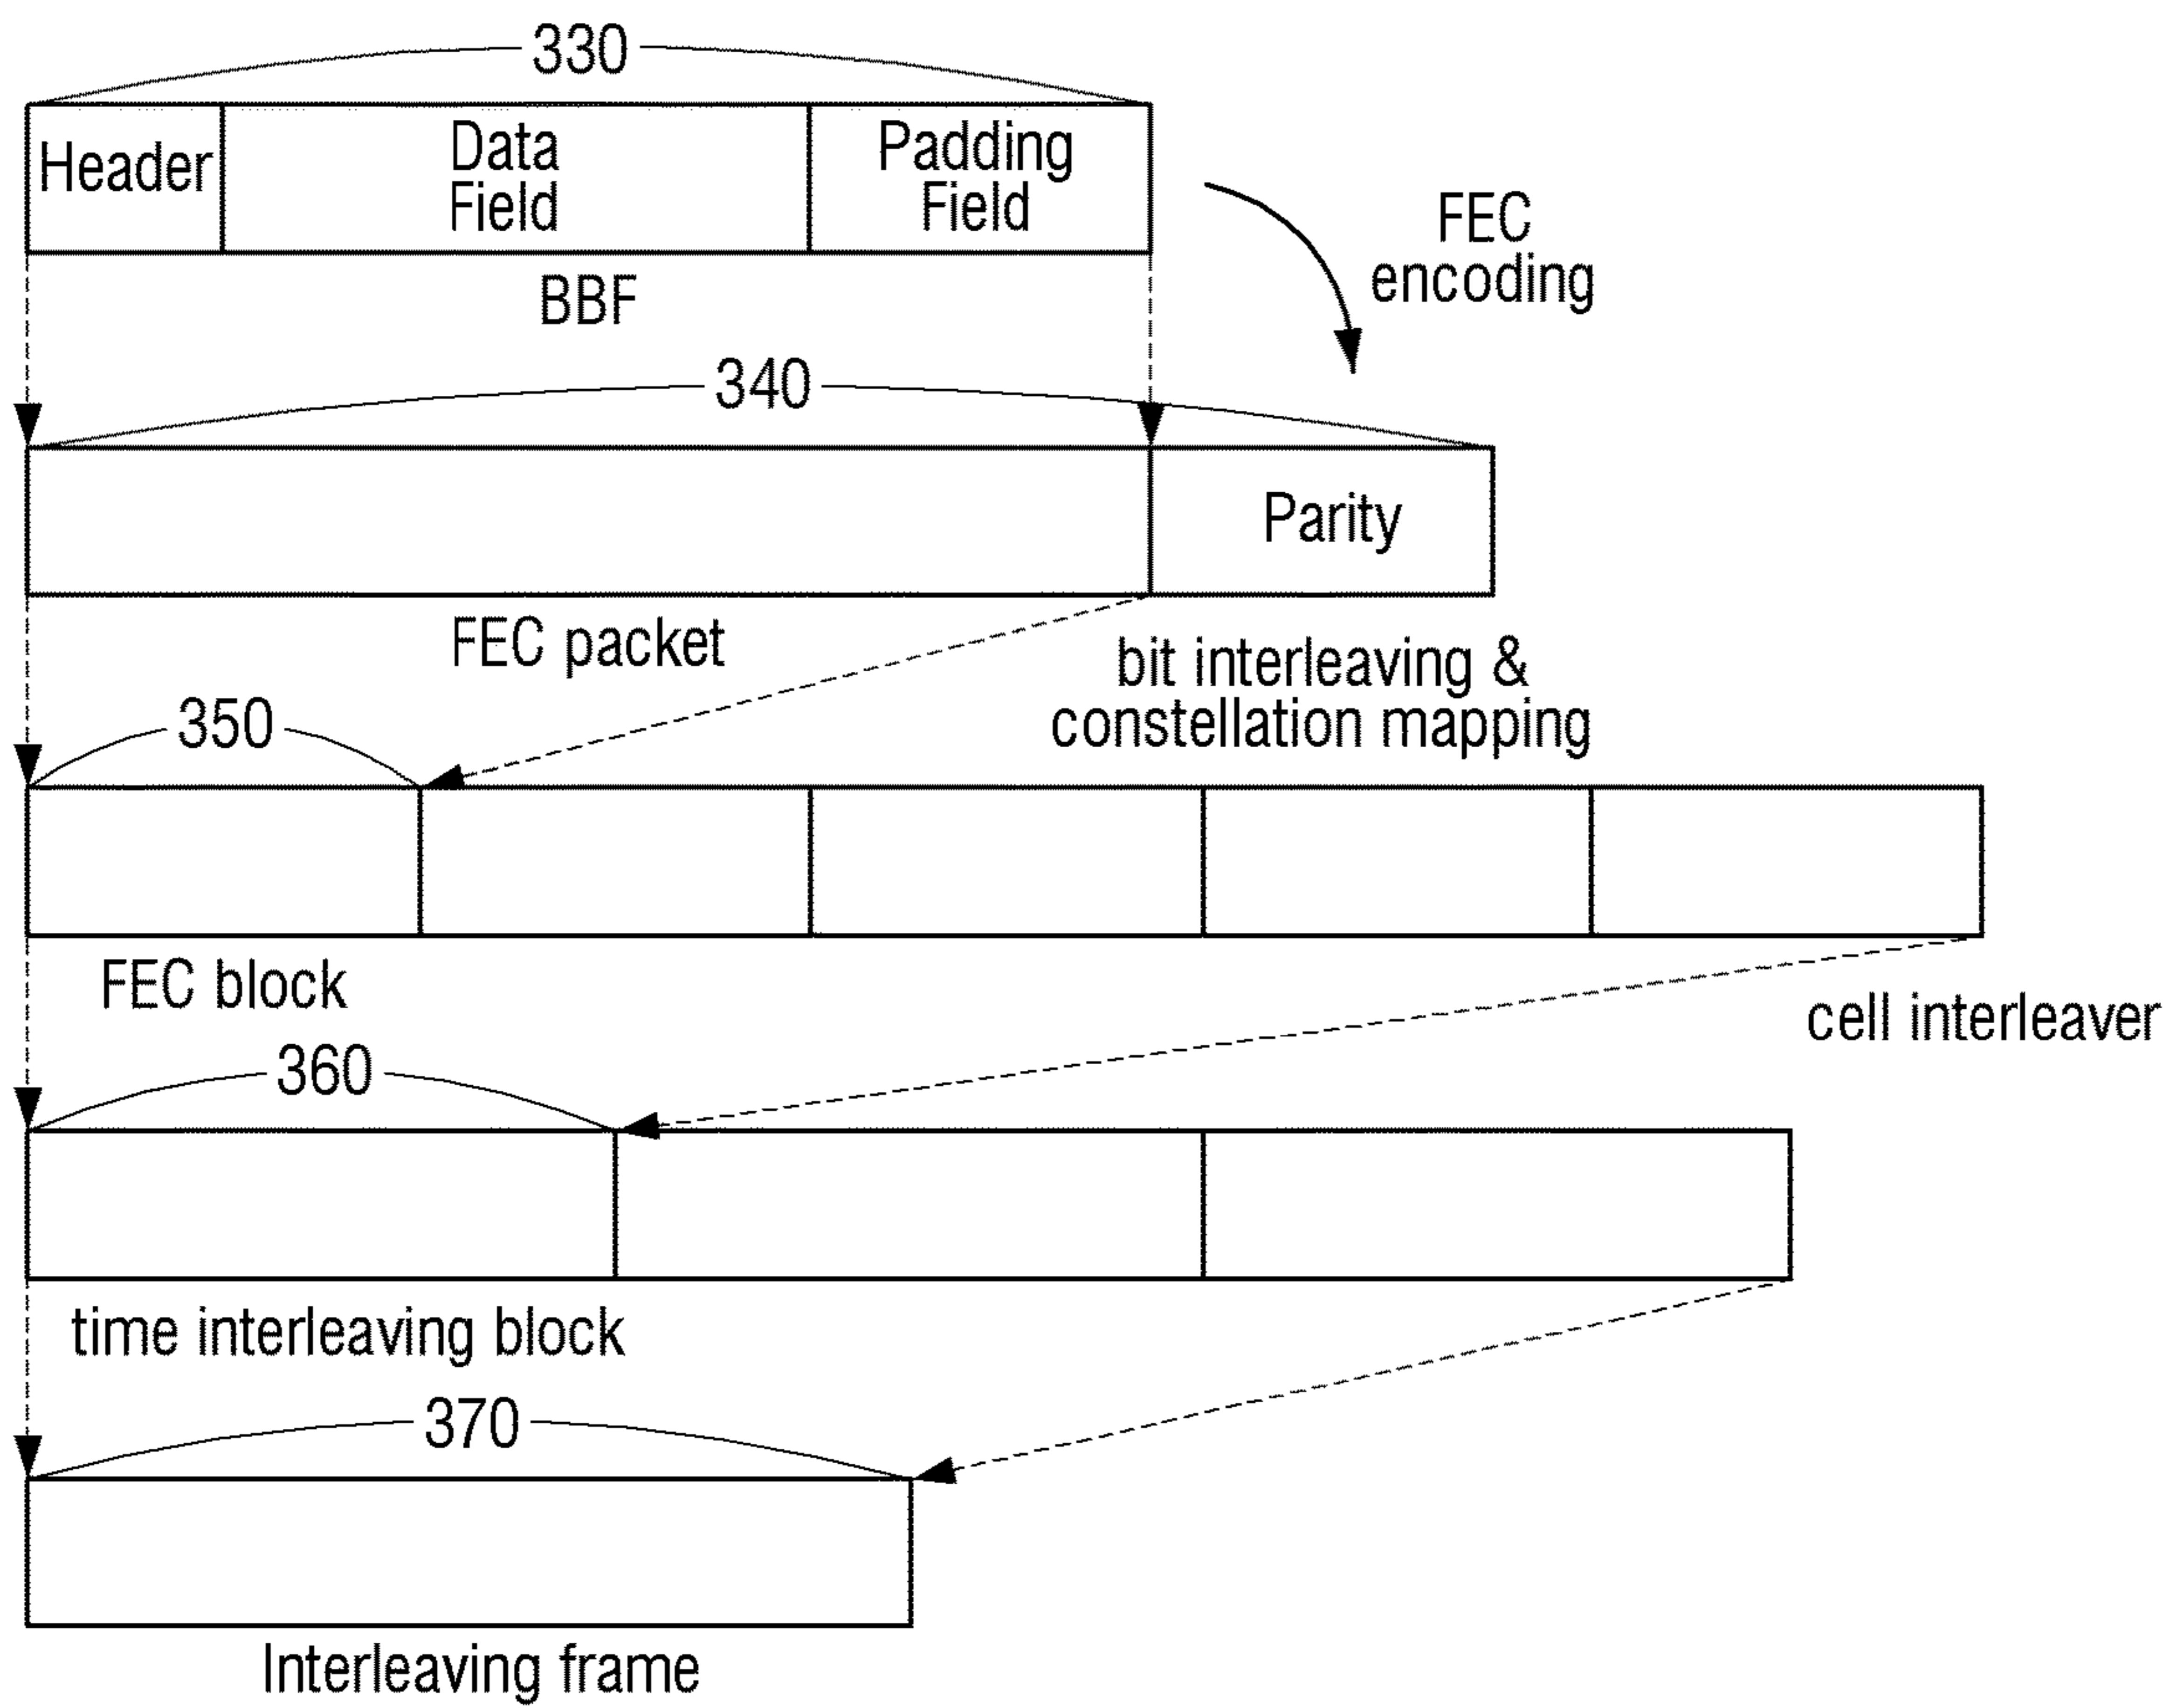 330
Header
Data
Field
Padding
Field
FEC
encoding
BBF
340
Parity
FEC packet
bit interleaving &
constellation mapping
350
FEC block
cell interleaver
360
time interleaving block
370
Interleaving frame